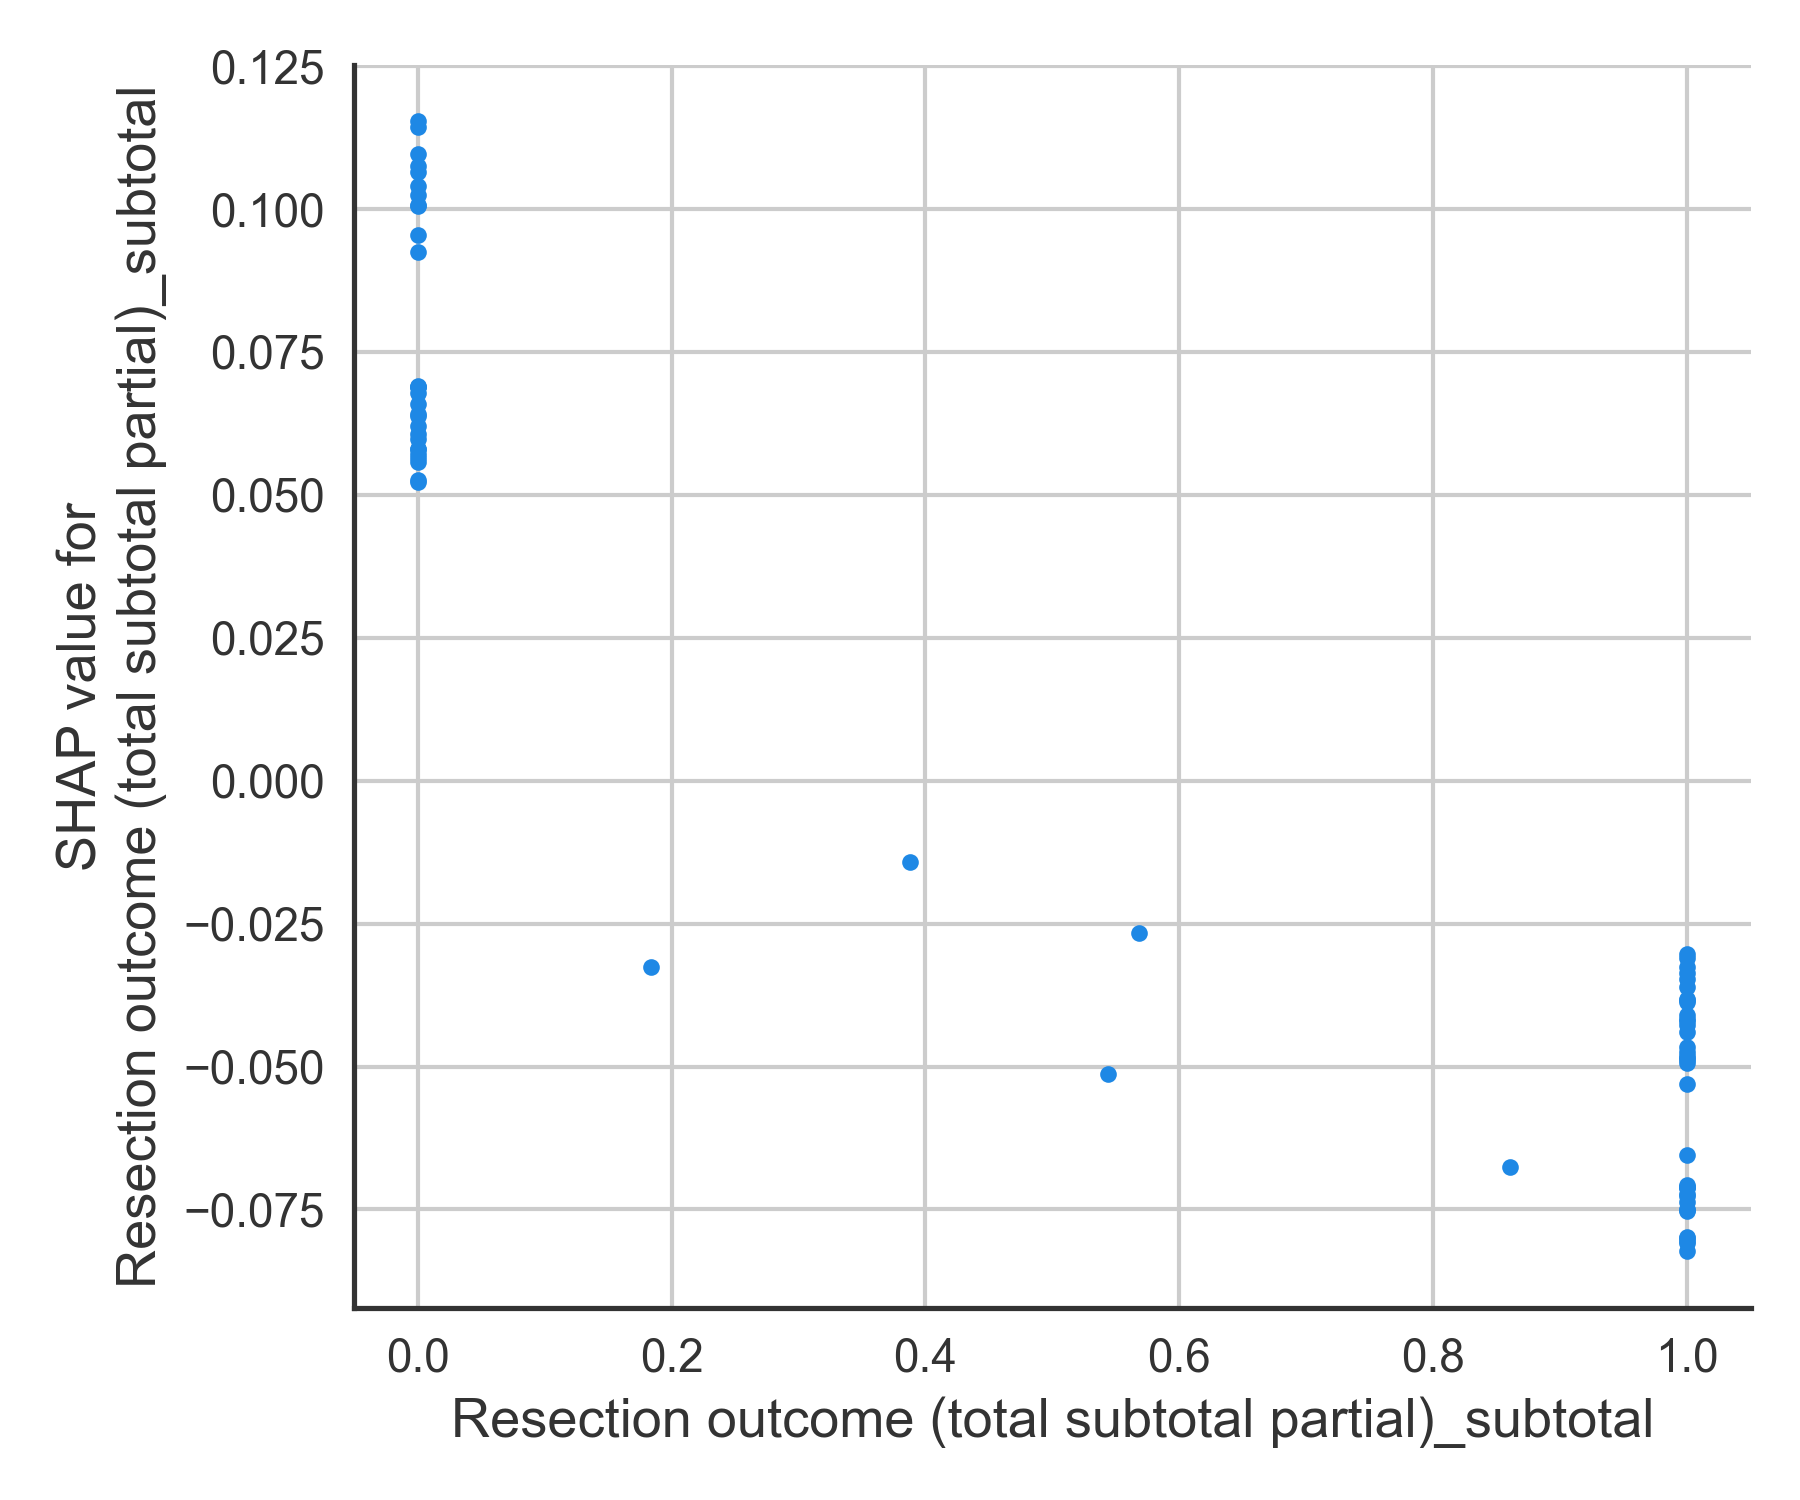 SHAP value for
Resection outcome (total subtotal partial)_subtotal
0.125
0.100
0.075
0.050
0.025
0.000
−0.025
−0.050
−0.075
0.0 0.2 0.4 0.6 0.8 1.0
Resection outcome (total subtotal partial)_subtotal